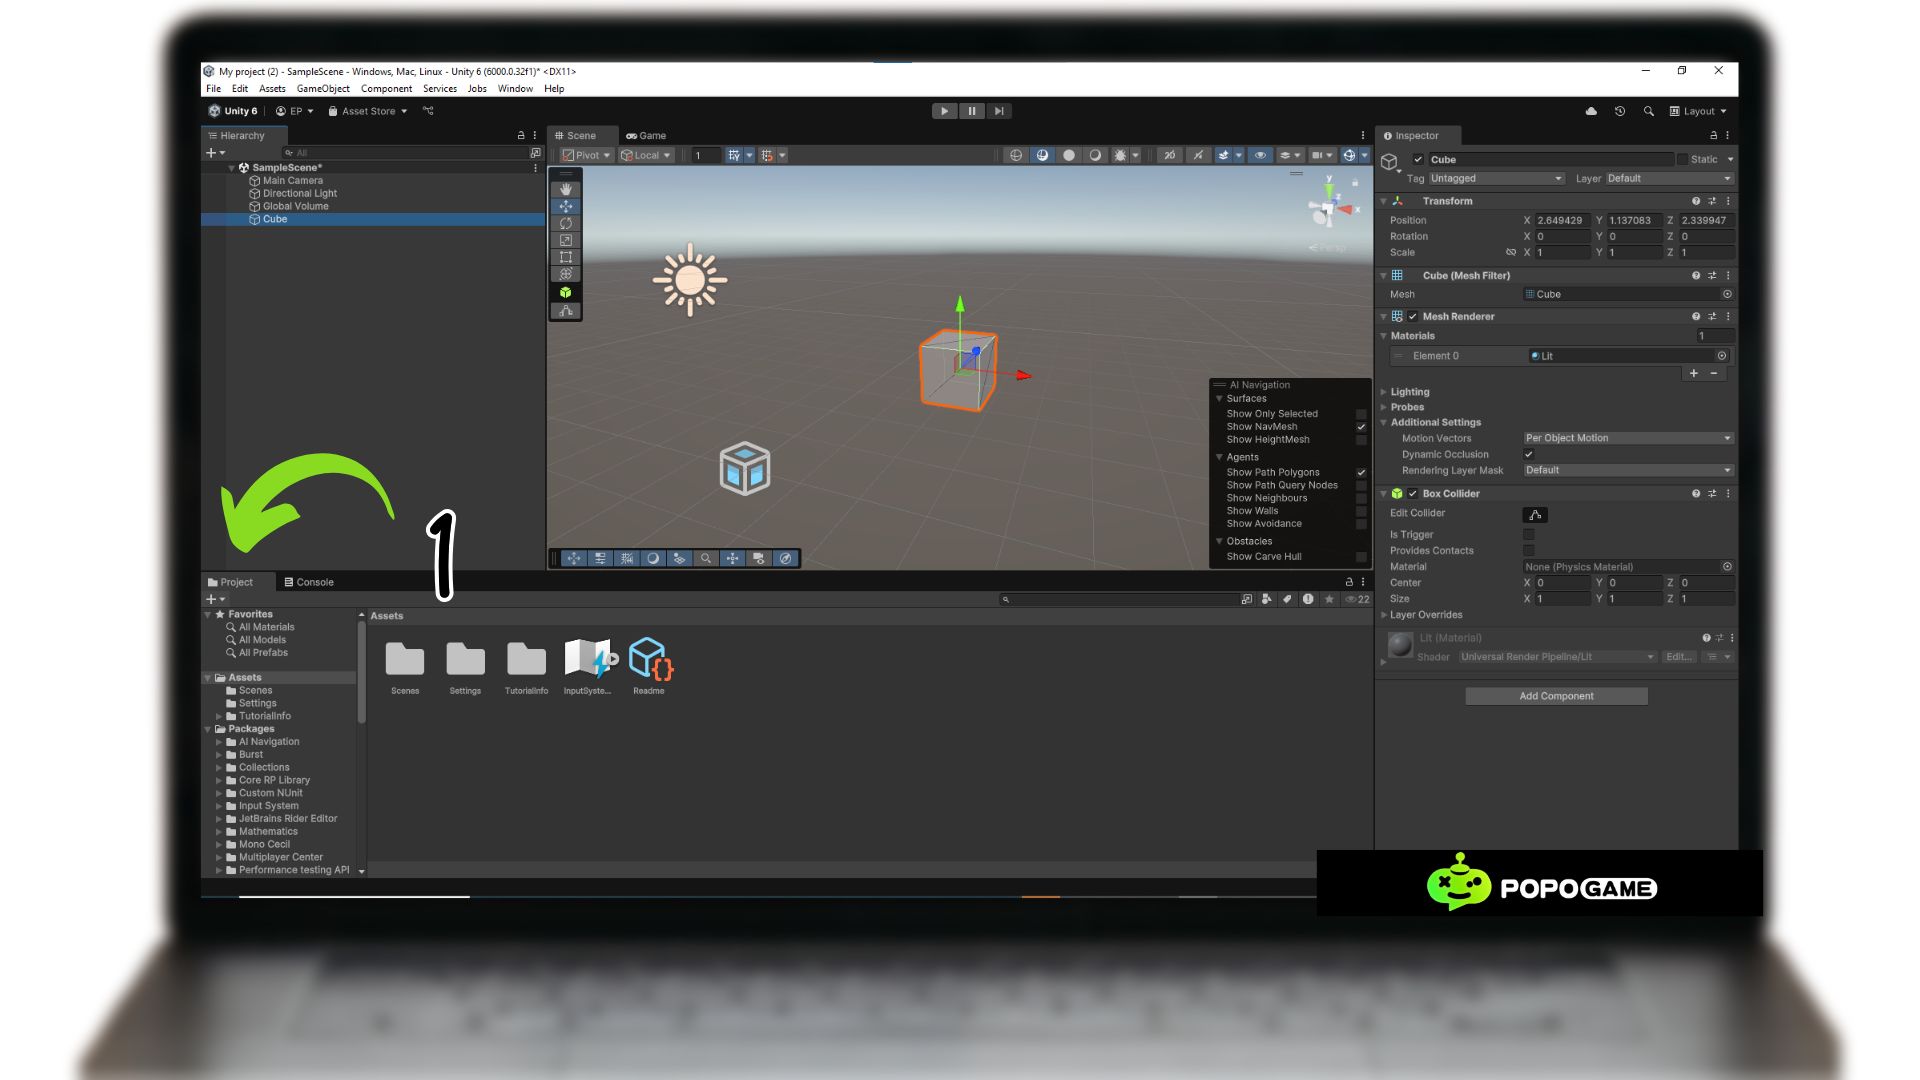 My project (2) - SampleScene - Windows, Mac, Linux - Unity 6 (6000.0.32f1)* <DX11>
File Edit Assets GameObject Component Services Jobs Window Help
Unity 6 EP Asset Store Layout
Hierarchy
All
SampleScene*
Main Camera
Directional Light
Global Volume
Cube
Scene Game
Pivot Local 1 2D
y
x
z
Persp
AI Navigation
Surfaces
Show Only Selected
Show NavMesh
Show HeightMesh
Agents
Show Path Polygons
Show Path Query Nodes
Show Neighbours
Show Walls
Show Avoidance
Obstacles
Show Carve Hull
Inspector
Cube Static
Tag Untagged Layer Default
Transform
Position X 2.649429 Y 1.137083 Z 2.339947
Rotation X 0 Y 0 Z 0
Scale X 1 Y 1 Z 1
Cube (Mesh Filter)
Mesh Cube
Mesh Renderer
Materials 1
Element 0 Lit
+ −
Lighting
Probes
Additional Settings
Motion Vectors Per Object Motion
Dynamic Occlusion
Rendering Layer Mask Default
Box Collider
Edit Collider
Is Trigger
Provides Contacts
Material None (Physics Material)
Center X 0 Y 0 Z 0
Size X 1 Y 1 Z 1
Layer Overrides
Lit (Material)
Shader Universal Render Pipeline/Lit Edit...
Add Component
1
Project Console
22
Favorites
All Materials
All Models
All Prefabs
Assets
Scenes
Settings
TutorialInfo
Packages
AI Navigation
Burst
Collections
Core RP Library
Custom NUnit
Input System
JetBrains Rider Editor
Mathematics
Mono Cecil
Multiplayer Center
Performance testing API
Assets
Scenes Settings TutorialInfo InputSyste... Readme
POPOGAME